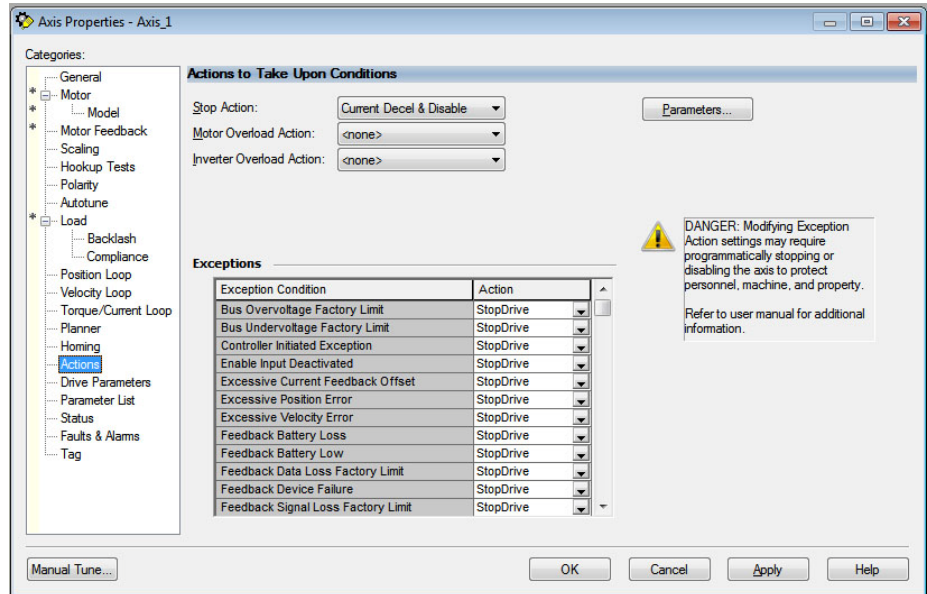 Axis Properties - Axis_1
Categories:
General
* Motor
* Model
* Motor Feedback
Scaling
Hookup Tests
Polarity
Autotune
* Load
Backlash
Compliance
Position Loop
Velocity Loop
Torque/Current Loop
Planner
Homing
Actions
Drive Parameters
Parameter List
Status
Faults & Alarms
Tag
Actions to Take Upon Conditions
Stop Action: Current Decel & Disable
Parameters...
Motor Overload Action: <none>
Inverter Overload Action: <none>
DANGER: Modifying Exception
Action settings may require
programmatically stopping or
disabling the axis to protect
personnel, machine, and property.
Refer to user manual for additional
information.
Exceptions
Exception Condition Action
Bus Overvoltage Factory Limit StopDrive
Bus Undervoltage Factory Limit StopDrive
Controller Initiated Exception StopDrive
Enable Input Deactivated StopDrive
Excessive Current Feedback Offset StopDrive
Excessive Position Error StopDrive
Excessive Velocity Error StopDrive
Feedback Battery Loss StopDrive
Feedback Battery Low StopDrive
Feedback Data Loss Factory Limit StopDrive
Feedback Device Failure StopDrive
Feedback Signal Loss Factory Limit StopDrive
Manual Tune... OK Cancel Apply Help